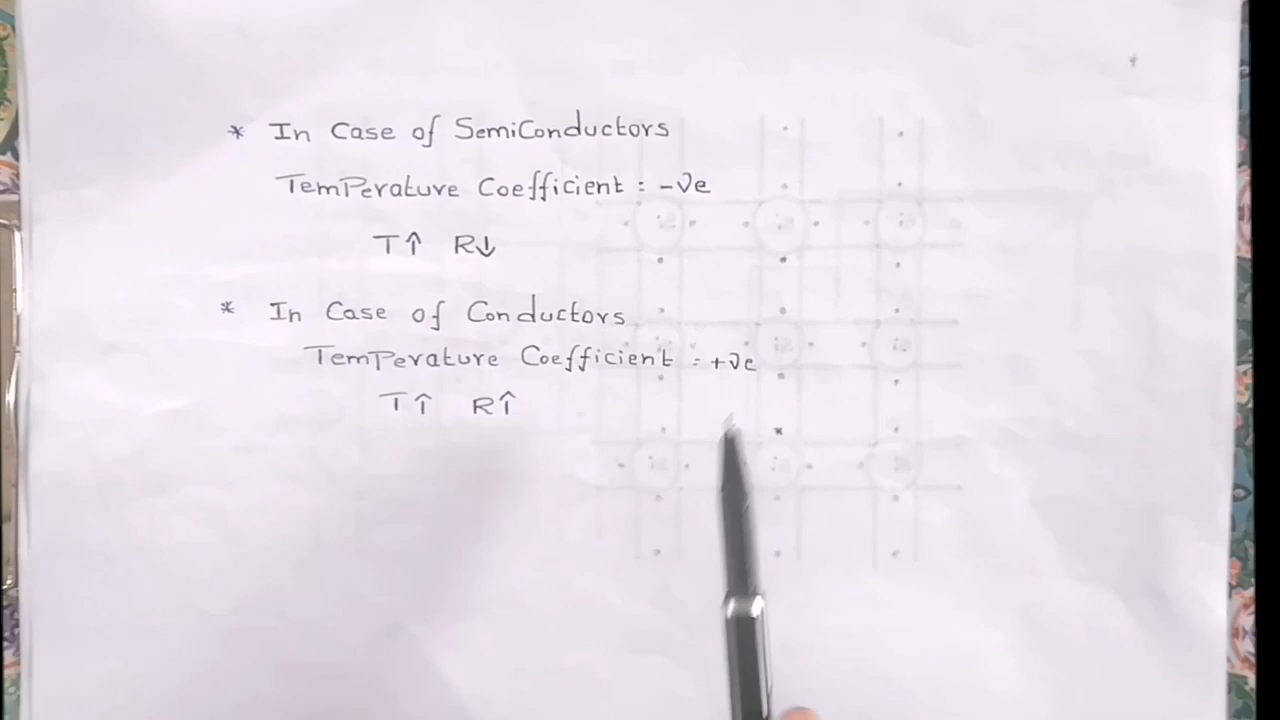 * In Case of SemiConductors
Temperature Coefficient : -ve
T↑ R↓
* In Case of Conductors
Temperature Coefficient : +ve
T↑ R↑